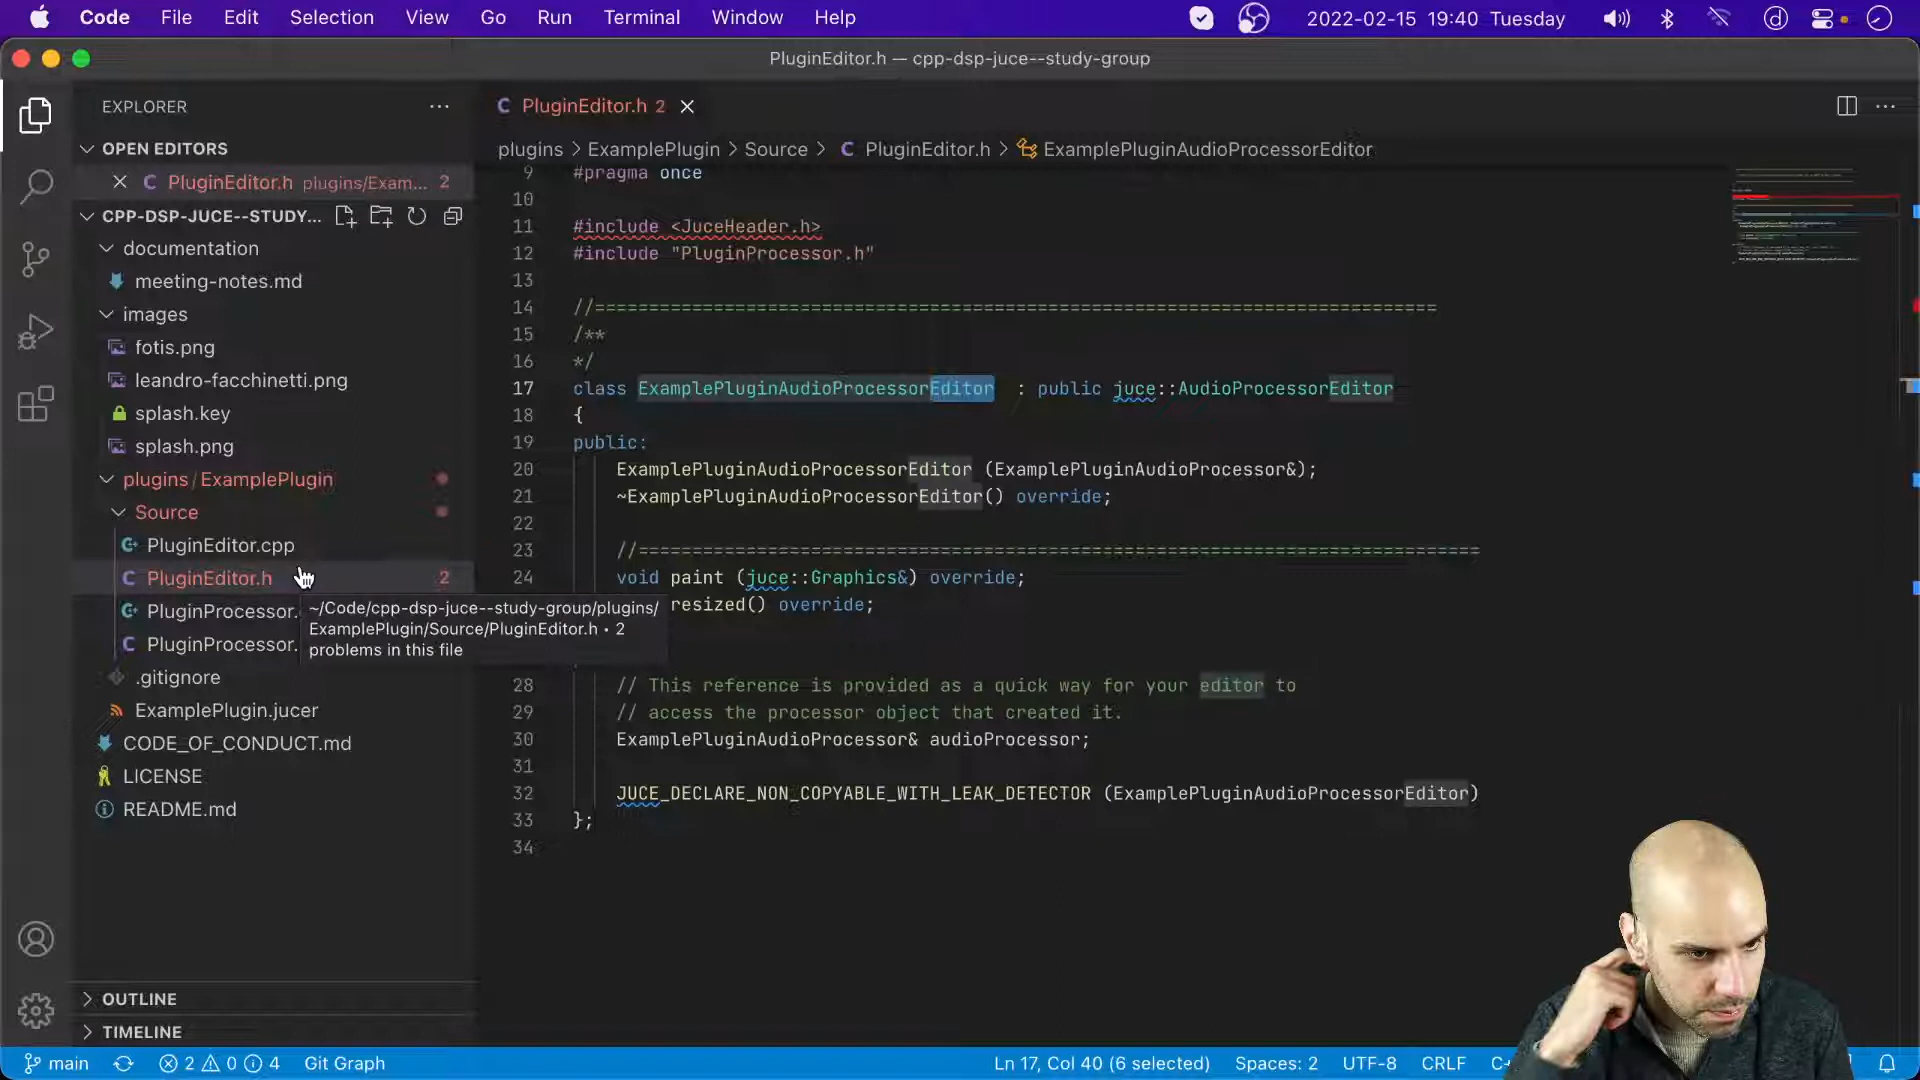 Code File Edit Selection View Go Run Terminal Window Help 2022-02-15 19:40 Tuesday
PluginEditor.h — cpp-dsp-juce--study-group
EXPLORER
OPEN EDITORS
PluginEditor.h plugins/Exam... 2
CPP-DSP-JUCE--STUDY...
documentation
meeting-notes.md
images
fotis.png
leandro-facchinetti.png
splash.key
splash.png
plugins / ExamplePlugin
Source
PluginEditor.cpp
PluginEditor.h 2
PluginProcessor.
PluginProcessor.
.gitignore
ExamplePlugin.jucer
CODE_OF_CONDUCT.md
LICENSE
README.md
OUTLINE
TIMELINE
~/Code/cpp-dsp-juce--study-group/plugins/
ExamplePlugin/Source/PluginEditor.h • 2
problems in this file
PluginEditor.h 2
plugins > ExamplePlugin > Source > C PluginEditor.h > ExamplePluginAudioProcessorEditor
9 #pragma once
10
11 #include <JuceHeader.h>
12 #include "PluginProcessor.h"
13
14 //==============================================================================
15 /**
16 */
17 class ExamplePluginAudioProcessorEditor : public juce::AudioProcessorEditor
18 {
19 public:
20 ExamplePluginAudioProcessorEditor (ExamplePluginAudioProcessor&);
21 ~ExamplePluginAudioProcessorEditor() override;
22
23 //==============================================================================
24 void paint (juce::Graphics&) override;
resized() override;
28 // This reference is provided as a quick way for your editor to
29 // access the processor object that created it.
30 ExamplePluginAudioProcessor& audioProcessor;
31
32 JUCE_DECLARE_NON_COPYABLE_WITH_LEAK_DETECTOR (ExamplePluginAudioProcessorEditor)
33 };
34
main 2 0 4 Git Graph Ln 17, Col 40 (6 selected) Spaces: 2 UTF-8 CRLF